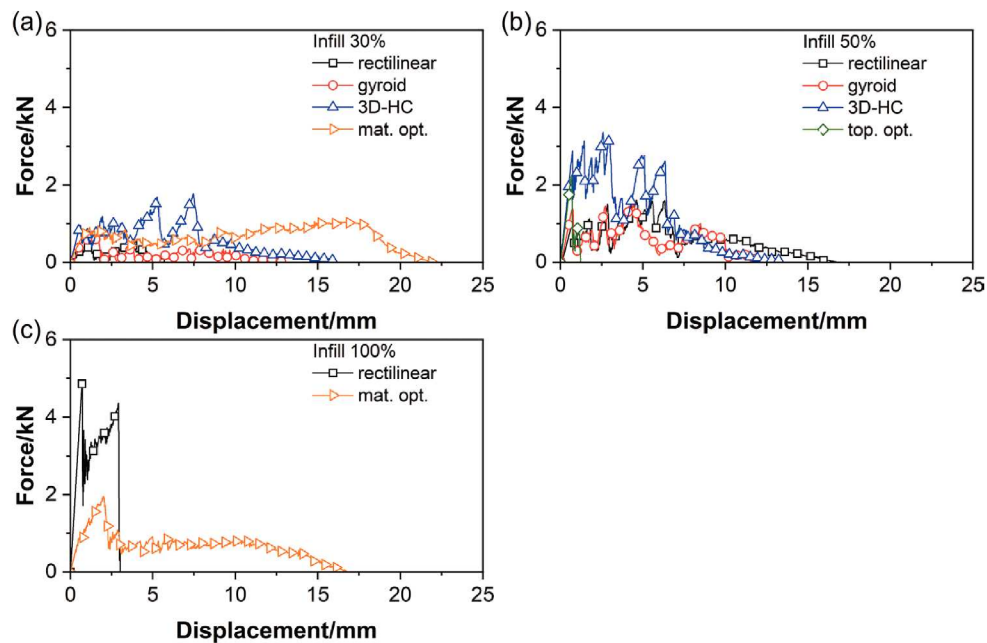 (a)
6
4
2
0
Force/kN
Infill 30%
rectilinear
gyroid
3D-HC
mat. opt.
0 5 10 15 20 25
Displacement/mm
(b)
6
4
2
0
Force/kN
Infill 50%
rectilinear
gyroid
3D-HC
top. opt.
0 5 10 15 20 25
Displacement/mm
(c)
6
4
2
0
Force/kN
Infill 100%
rectilinear
mat. opt.
0 5 10 15 20 25
Displacement/mm